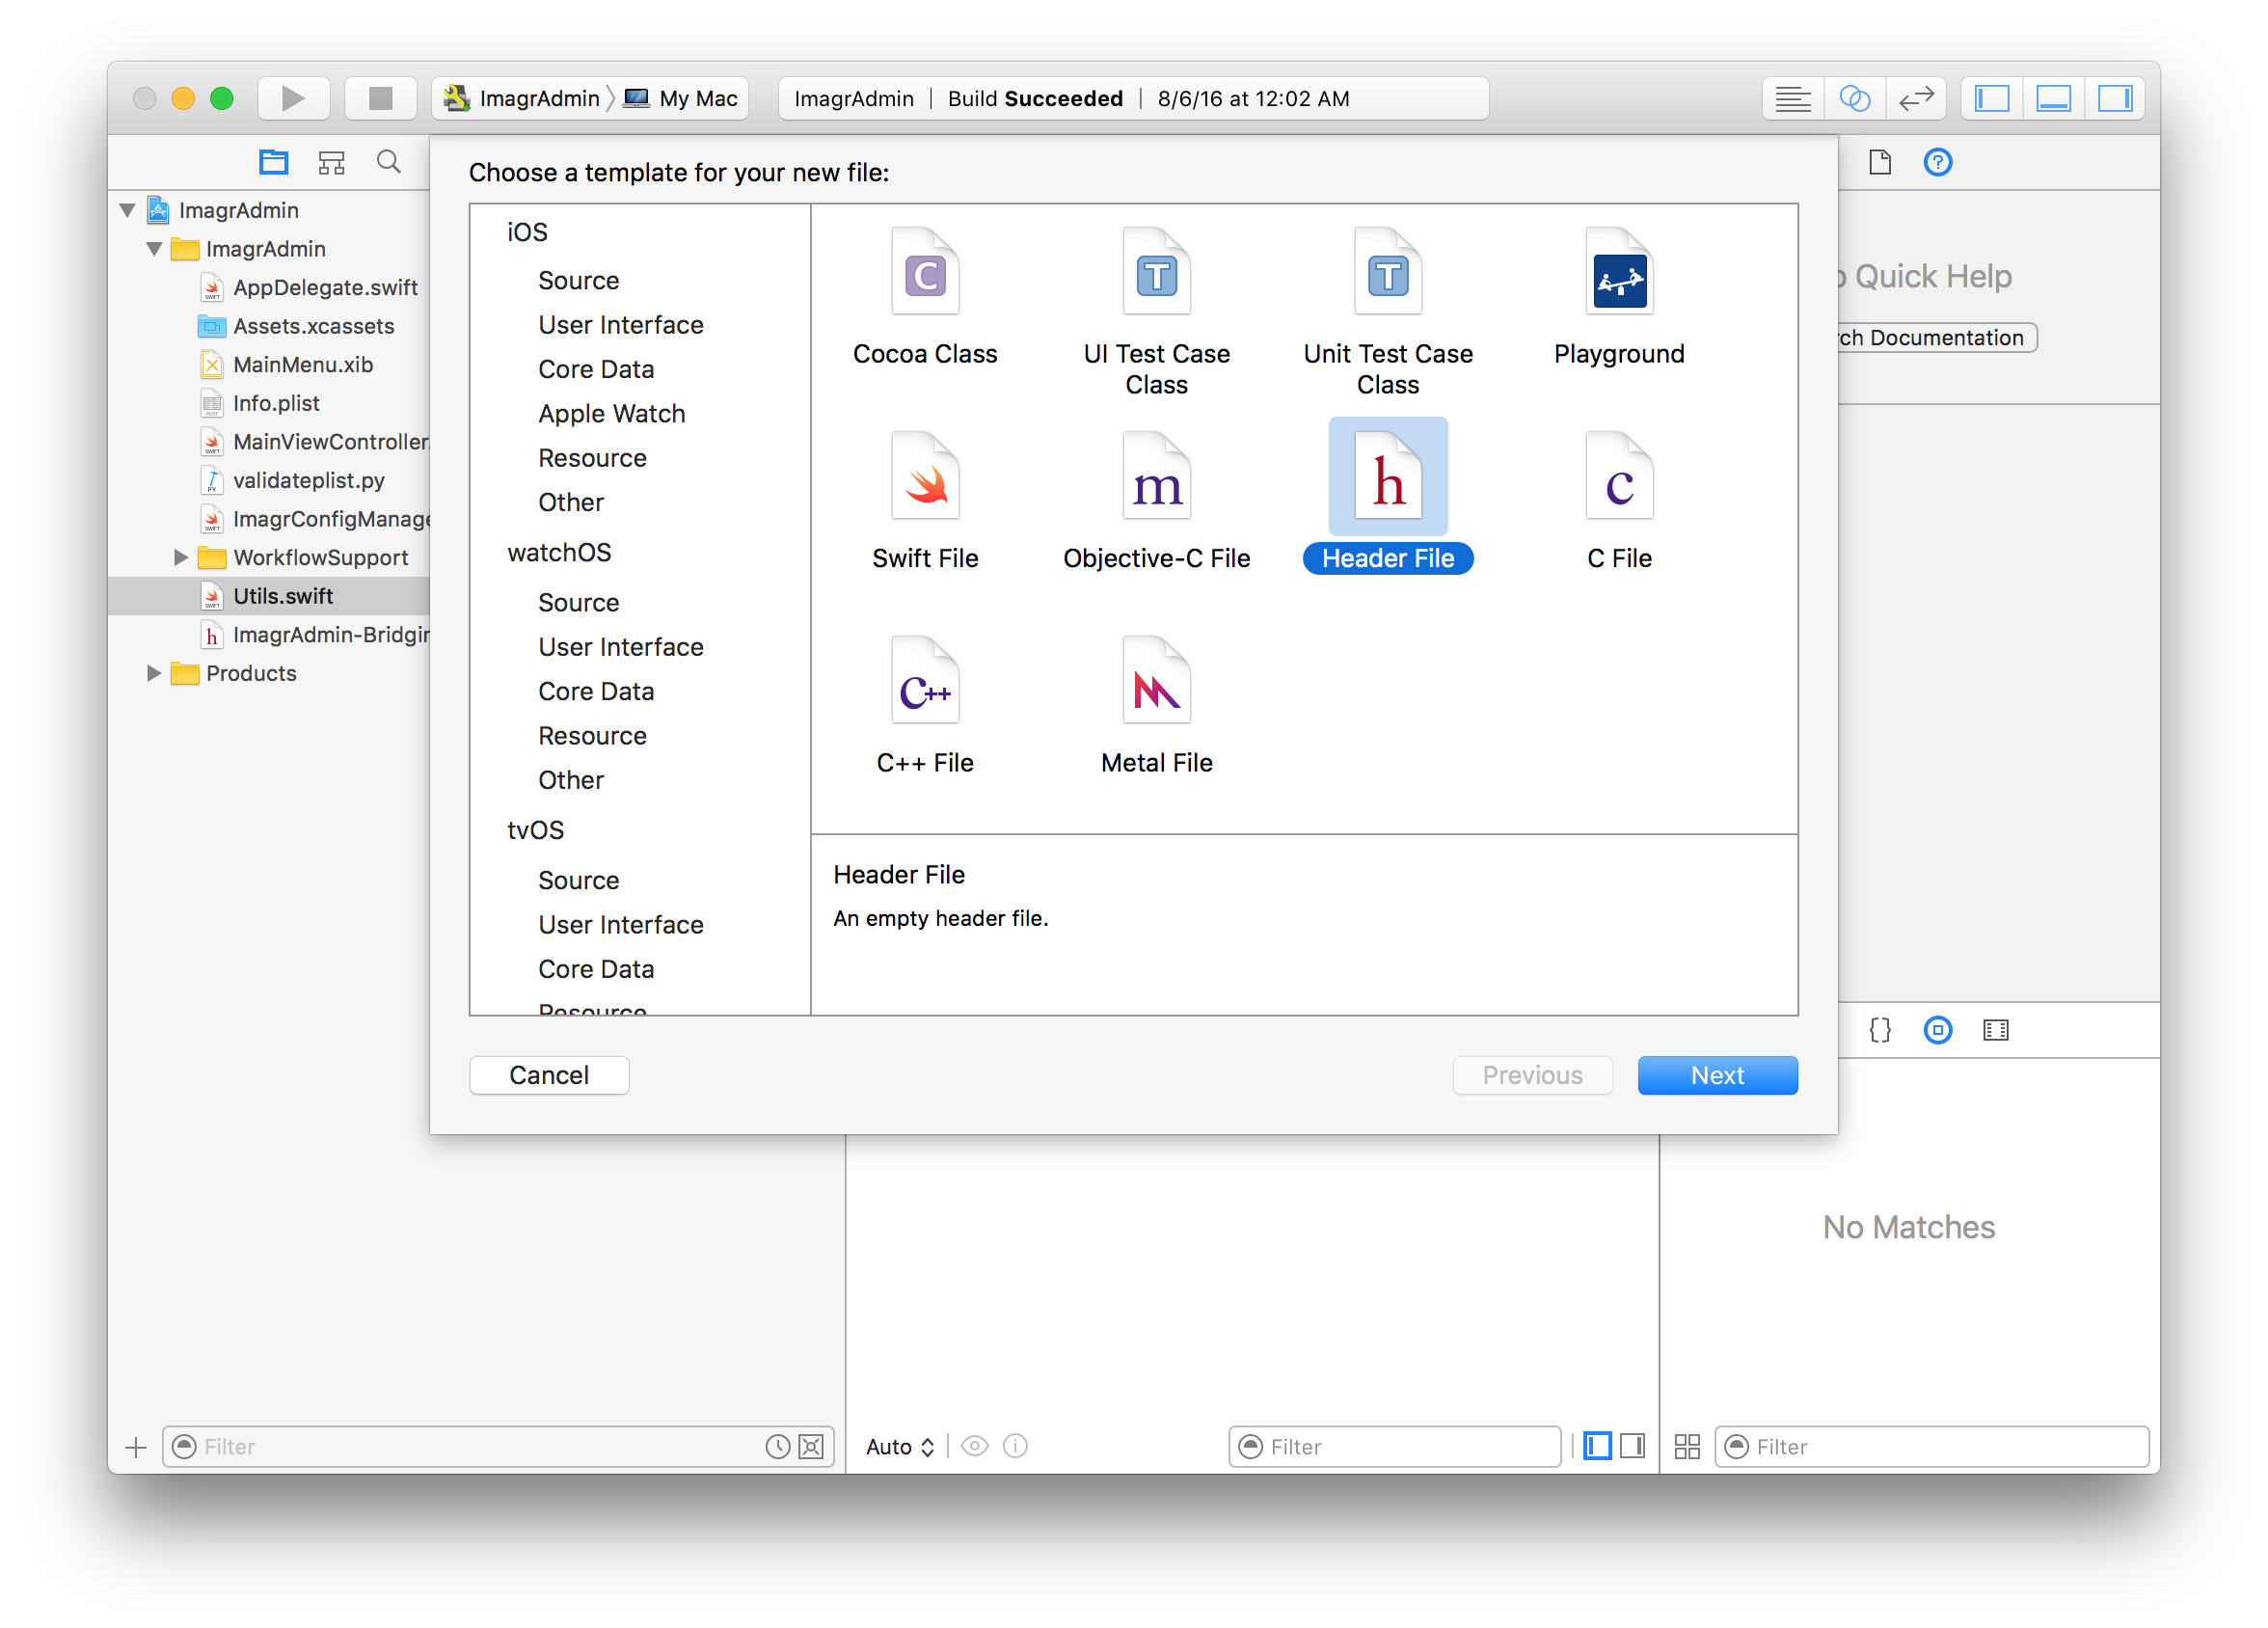 ImagrAdmin My Mac
ImagrAdmin | Build Succeeded | 8/6/16 at 12:02 AM
Choose a template for your new file:
ImagrAdmin
ImagrAdmin
AppDelegate.swift
Assets.xcassets
MainMenu.xib
Info.plist
MainViewController.
validateplist.py
ImagrConfigManage
WorkflowSupport
Utils.swift
ImagrAdmin-Bridgin
Products
iOS
Source
User Interface
Core Data
Apple Watch
Resource
Other
watchOS
Source
User Interface
Core Data
Resource
Other
tvOS
Source
User Interface
Core Data
Resource
Cocoa Class
UI Test Case
Class
Unit Test Case
Class
Playground
Swift File
Objective-C File
Header File
C File
C++ File
Metal File
Header File
An empty header file.
Cancel
Previous
Next
Quick Help
rch Documentation
No Matches
Filter
Auto
Filter
Filter